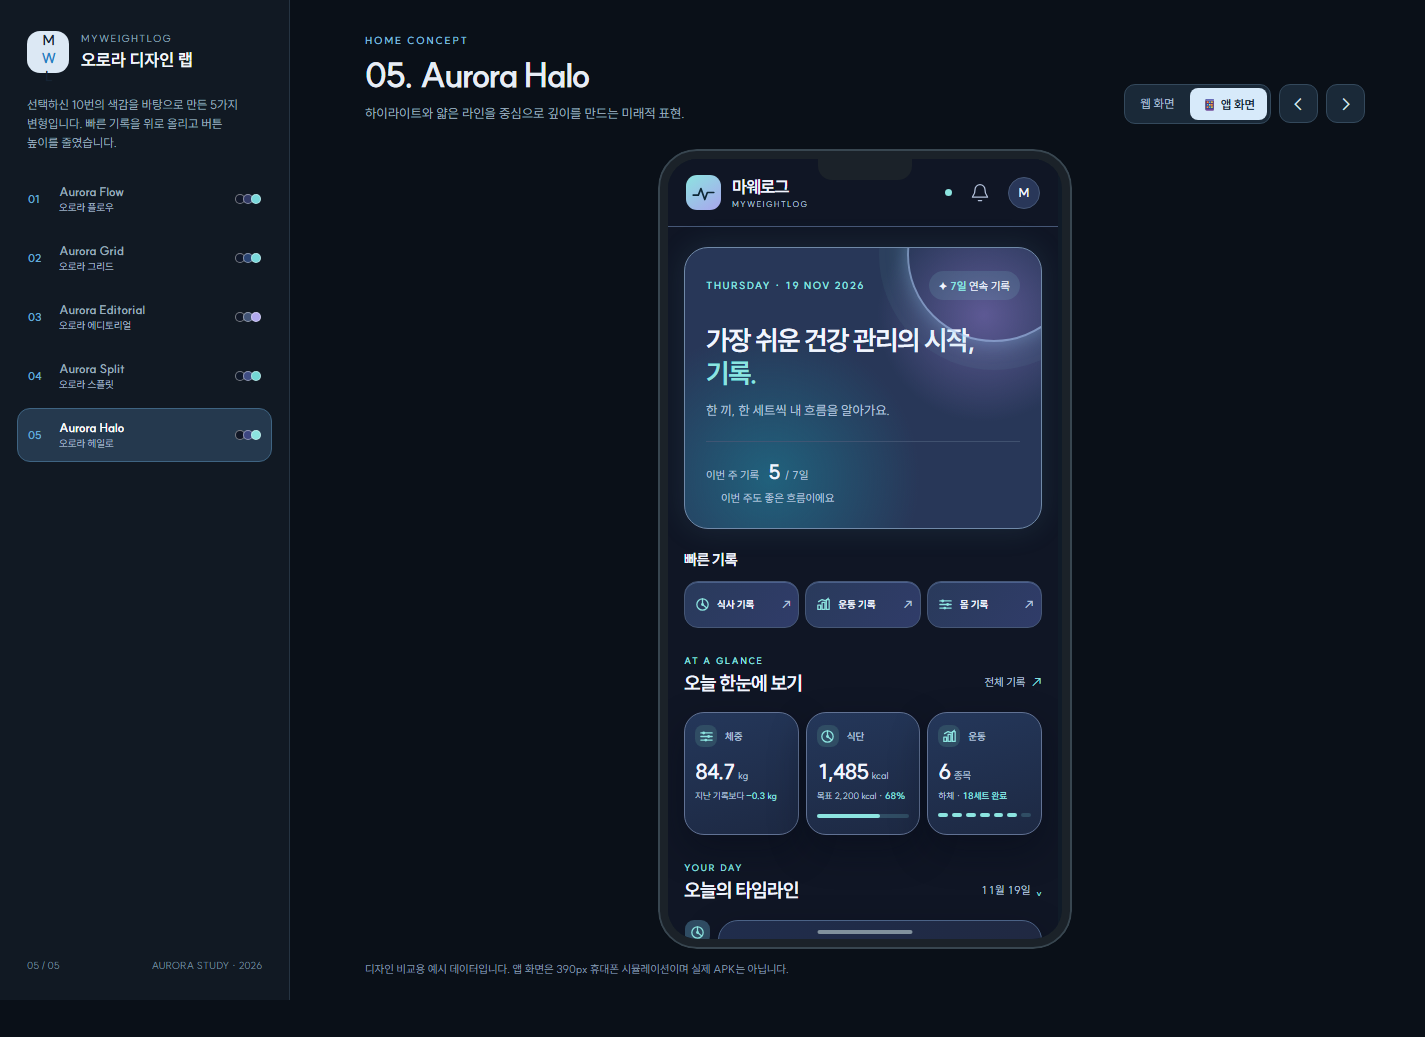 M
W
L
MYWEIGHTLOG
오로라 디자인 랩
선택하신 10번의 색감을 바탕으로 만든 5가지
변형입니다. 빠른 기록을 위로 올리고 버튼
높이를 줄였습니다.
01
Aurora Flow
오로라 플로우
02
Aurora Grid
오로라 그리드
03
Aurora Editorial
오로라 에디토리얼
04
Aurora Split
오로라 스플릿
05
Aurora Halo
오로라 헤일로
05 / 05
AURORA STUDY · 2026
HOME CONCEPT
05. Aurora Halo
하이라이트와 얇은 라인을 중심으로 깊이를 만드는 미래적 표현.
웹 화면
앱 화면
마웨로그
MYWEIGHTLOG
M
THURSDAY · 19 NOV 2026
✦ 7일 연속 기록
가장 쉬운 건강 관리의 시작,
기록.
한 끼, 한 세트씩 내 흐름을 알아가요.
이번 주 기록 5 / 7일
이번 주도 좋은 흐름이에요
빠른 기록
식사 기록 ↗
운동 기록 ↗
몸 기록 ↗
AT A GLANCE
오늘 한눈에 보기
전체 기록 ↗
체중
84.7 kg
지난 기록보다 −0.3 kg
식단
1,485 kcal
목표 2,200 kcal · 68%
운동
6 종목
하체 · 18세트 완료
YOUR DAY
오늘의 타임라인
11월 19일
디자인 비교용 예시 데이터입니다. 앱 화면은 390px 휴대폰 시뮬레이션이며 실제 APK는 아닙니다.